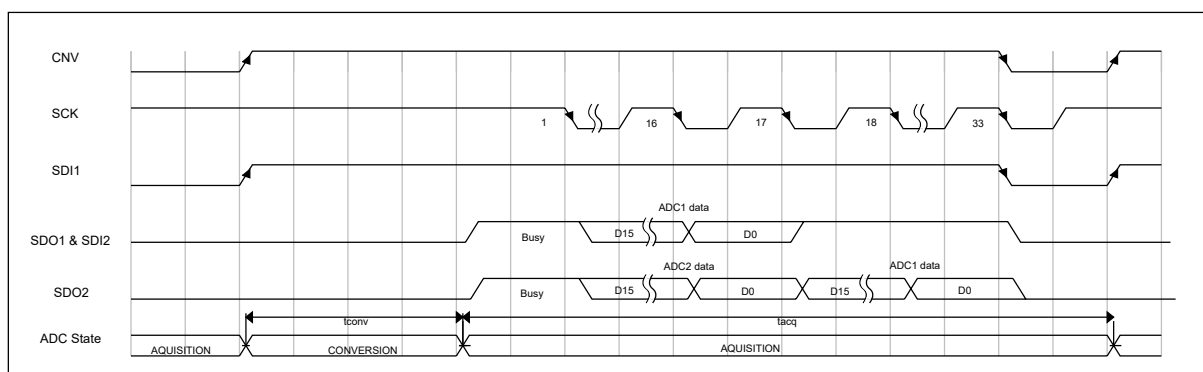 CNV
SCK
1
16
17
18
33
SDI1
ADC1 data
SDO1 & SDI2
Busy
D15
D0
ADC2 data
ADC1 data
SDO2
Busy
D15
D0
D15
D0
tconv
tacq
ADC State
AQUISITION
CONVERSION
AQUISITION